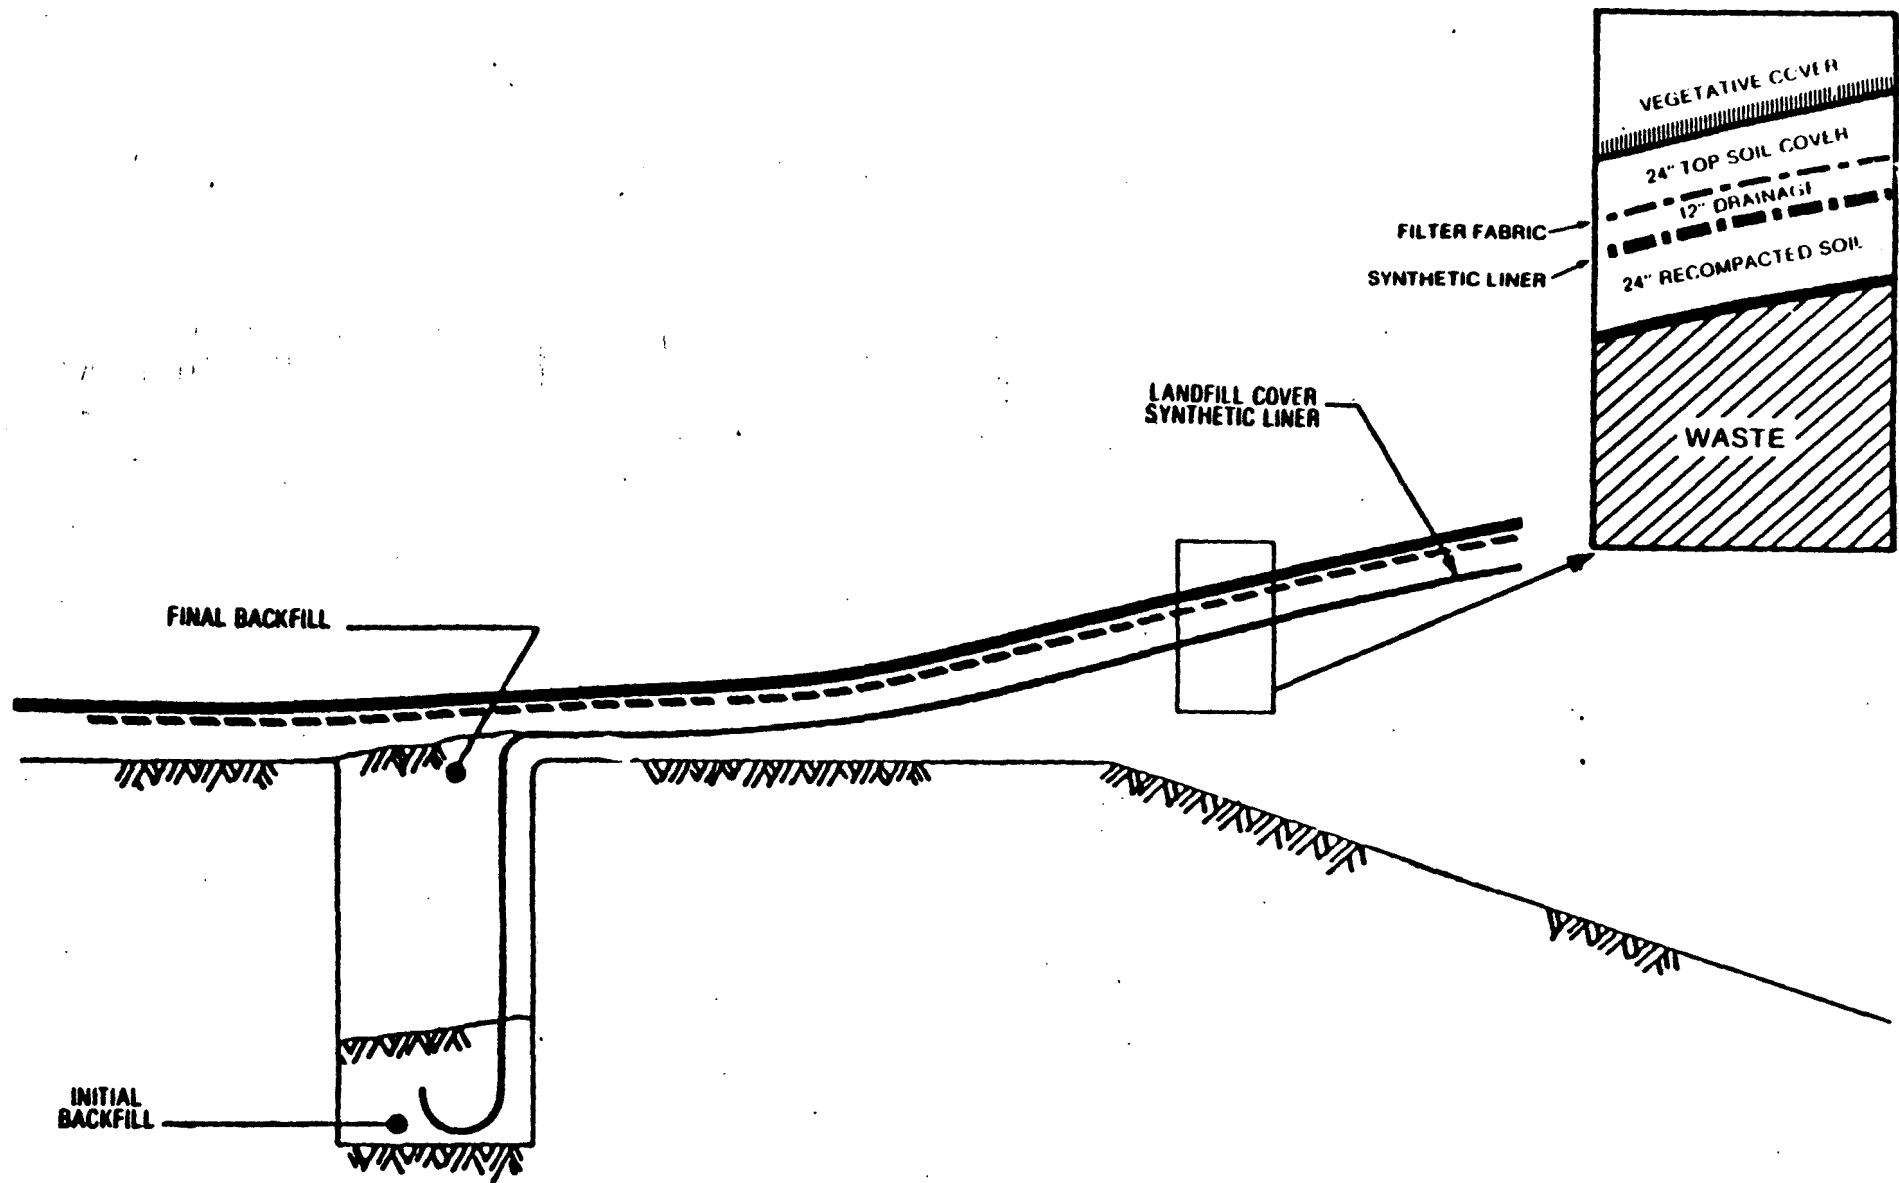 VEGETATIVE COVER
24" TOP SOIL COVER
12" DRAINAGE
FILTER FABRIC
SYNTHETIC LINER
24" RECOMPACTED SOIL
WASTE
LANDFILL COVER
SYNTHETIC LINER
FINAL BACKFILL
INITIAL
BACKFILL